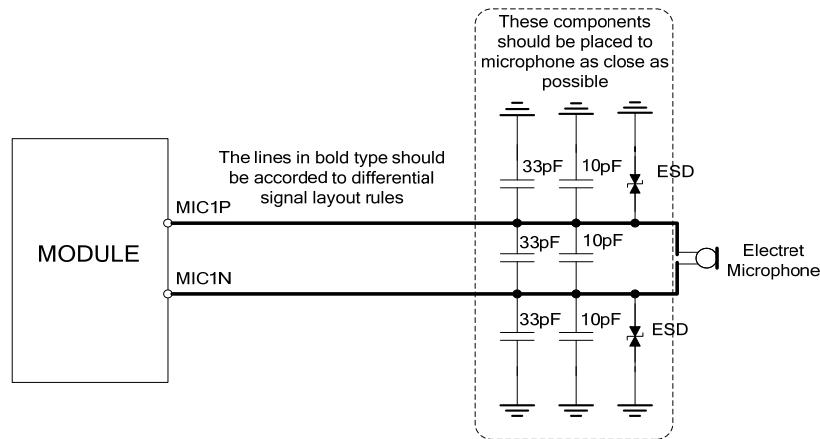 These components
should be placed to
microphone as close as
possible
The lines in bold type should
be accorded to differential
signal layout rules
33pF
10pF
ESD
MIC1P
MODULE
33pF
10pF
Electret
Microphone
MIC1N
33pF
10pF
ESD